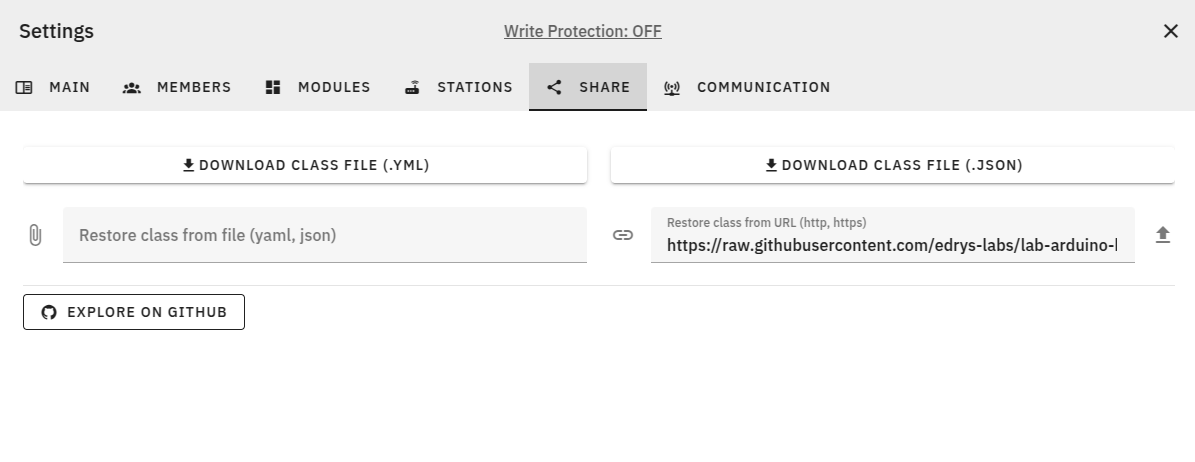 Settings
Write Protection: OFF
MAIN
MEMBERS
MODULES
STATIONS
SHARE
COMMUNICATION
DOWNLOAD CLASS FILE (.YML)
DOWNLOAD CLASS FILE (.JSON)
Restore class from file (yaml, json)
Restore class from URL (http, https)
https://raw.githubusercontent.com/edrys-labs/lab-arduino-
EXPLORE ON GITHUB